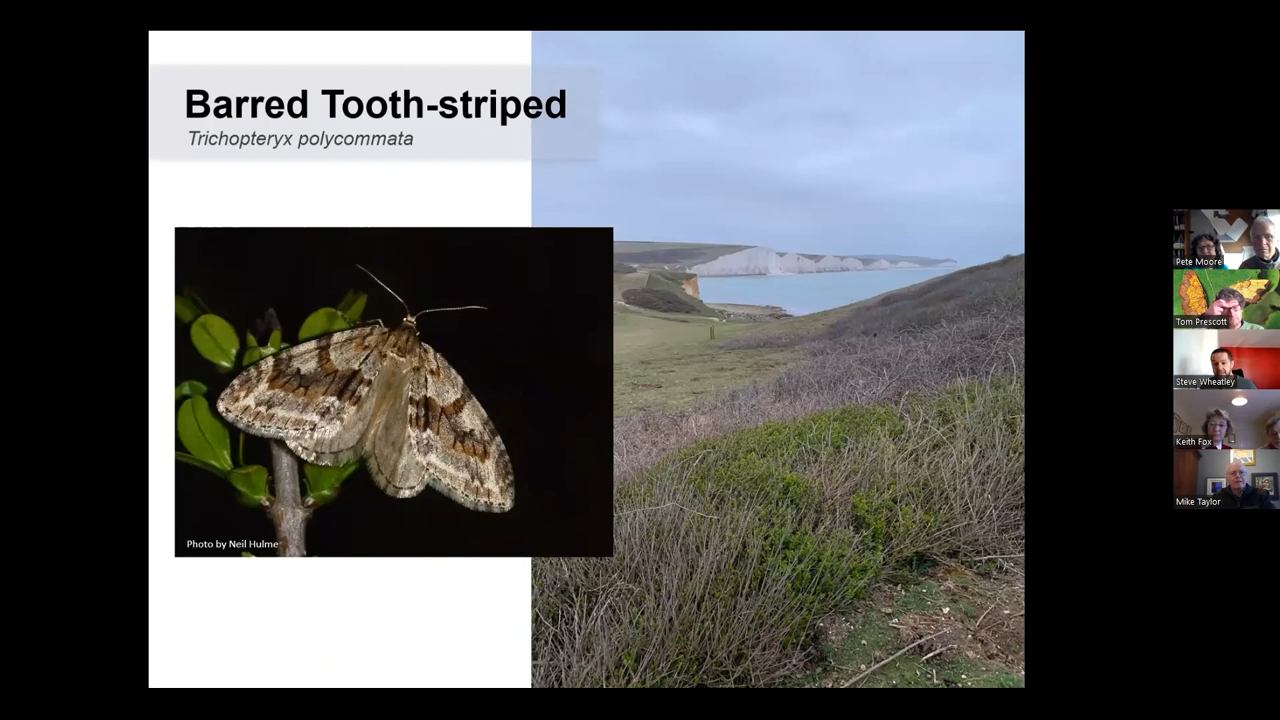 Barred Tooth-striped
Trichopteryx polycommata
Photo by Neil Hulme
Pete Moore
Tom Prescott
Steve Wheatley
Keith Fox
Mike Taylor